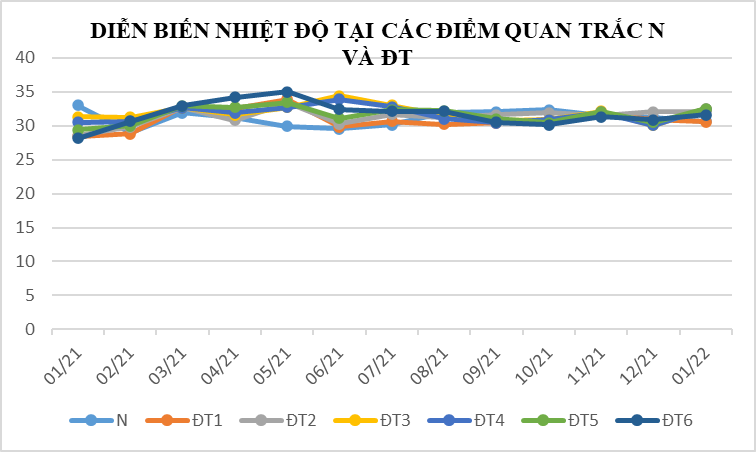 DIỄN BIẾN NHIỆT ĐỘ TẠI CÁC ĐIỂM QUAN TRẮC N
VÀ ĐT
40
35
30
25
20
15
10
5
0
01/21 02/21 03/21 04/21 05/21 06/21 07/21 08/21 09/21 10/21 11/21 12/21 01/22
N ĐT1 ĐT2 ĐT3 ĐT4 ĐT5 ĐT6